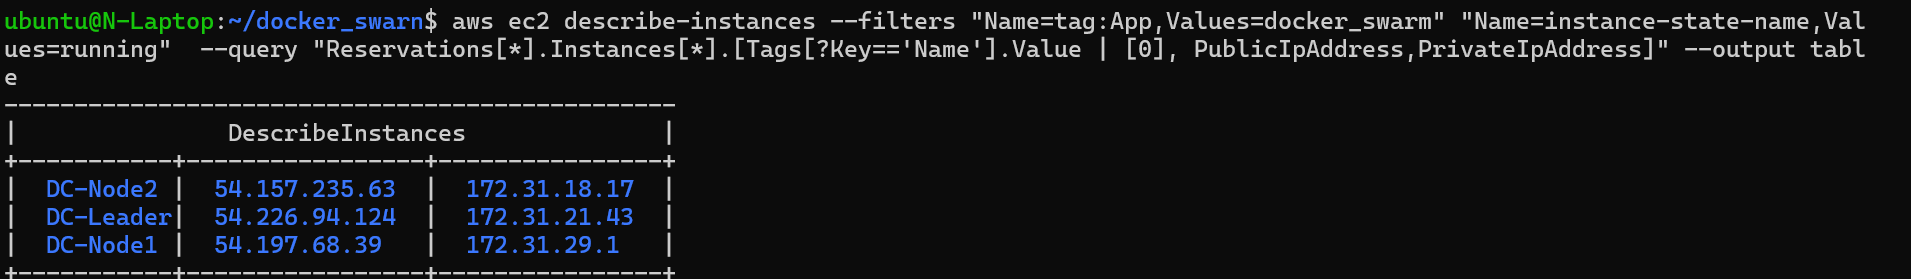 ubuntu@N-Laptop:~/docker_swarn$ aws ec2 describe-instances --filters "Name=tag:App,Values=docker_swarm" "Name=instance-state-name,Val
ues=running"  --query "Reservations[*].Instances[*].[Tags[?Key=='Name'].Value | [0], PublicIpAddress,PrivateIpAddress]" --output tabl
e
------------------------------------------------
|               DescribeInstances              |
+-----------+-----------------+----------------+
|  DC-Node2 |  54.157.235.63  |  172.31.18.17  |
|  DC-Leader|  54.226.94.124  |  172.31.21.43  |
|  DC-Node1 |  54.197.68.39   |  172.31.29.1   |
+-----------+-----------------+----------------+